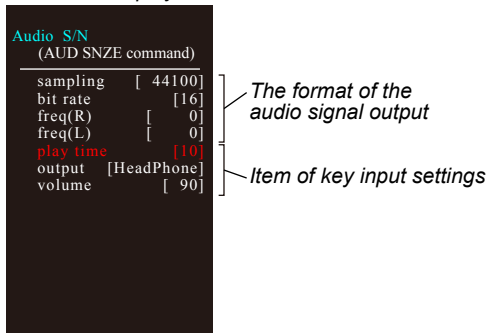 Audio S/N
(AUD SNZE command)
sampling [ 44100]
bit rate [16]
freq(R) [ 0]
freq(L) [ 0]
play time [10]
output [HeadPhone]
volume [ 90]
The format of the
audio signal output
Item of key input settings